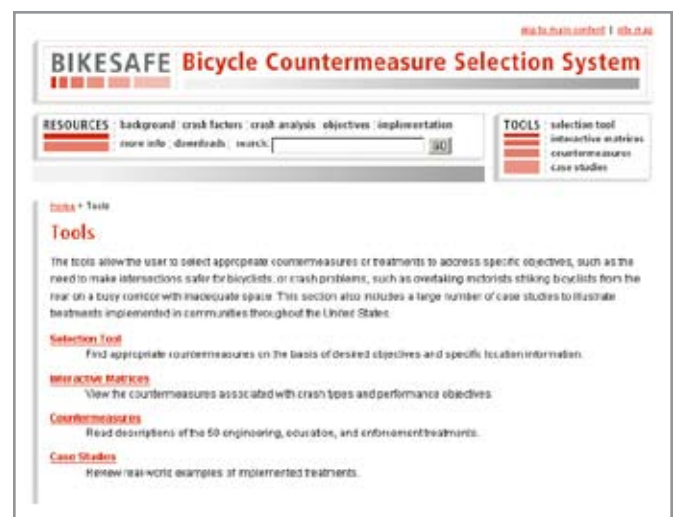 skip to main content | site map
BIKESAFE Bicycle Countermeasure Selection System
RESOURCES background crash factors crash analysis objectives implementation
more info downloads search: GO
TOOLS selection tool
interactive matrices
countermeasures
case studies
home > Tools
Tools
The tools allow the user to select appropriate countermeasures or treatments to address specific objectives, such as the
need to make intersections safer for bicyclists, or crash problems, such as overtaking motorists striking bicyclists from the
rear on a busy corridor with inadequate space. This section also includes a large number of case studies to illustrate
treatments implemented in communities throughout the United States.
Selection Tool
Find appropriate countermeasures on the basis of desired objectives and specific location information.
Interactive Matrices
View the countermeasures associated with crash types and performance objectives.
Countermeasures
Read descriptions of the 50 engineering, education, and enforcement treatments.
Case Studies
Review real-world examples of implemented treatments.